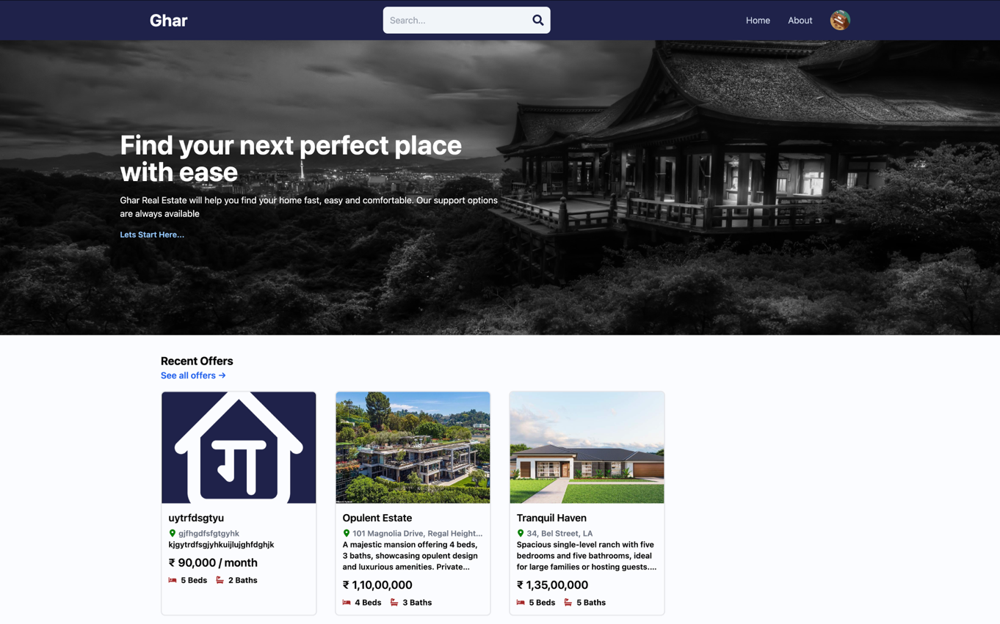 Ghar
Search...
Home
About
Find your next perfect place
with ease
Ghar Real Estate will help you find your home fast, easy and comfortable. Our support options
are always available
Lets Start Here...
Recent Offers
See all offers →
ग
uytrfdsgtyu
gjfhgdfsfgtgyhk
kjgytrdfsgjyhkuijlujghfdghjk
₹ 90,000 / month
5 Beds 2 Baths
Opulent Estate
101 Magnolia Drive, Regal Height...
A majestic mansion offering 4 beds,
3 baths, showcasing opulent design
and luxurious amenities. Private...
₹ 1,10,00,000
4 Beds 3 Baths
Tranquil Haven
34, Bel Street, LA
Spacious single-level ranch with five
bedrooms and five bathrooms, ideal
for large families or hosting guests....
₹ 1,35,00,000
5 Beds 5 Baths